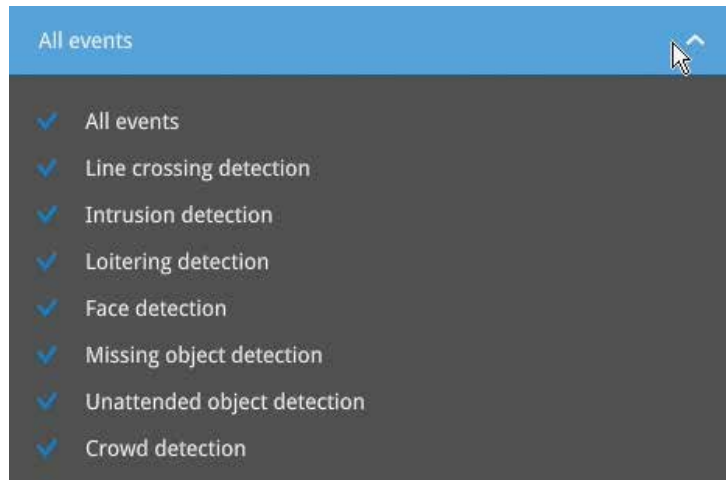 All events
All events
Line crossing detection
Intrusion detection
Loitering detection
Face detection
Missing object detection
Unattended object detection
Crowd detection